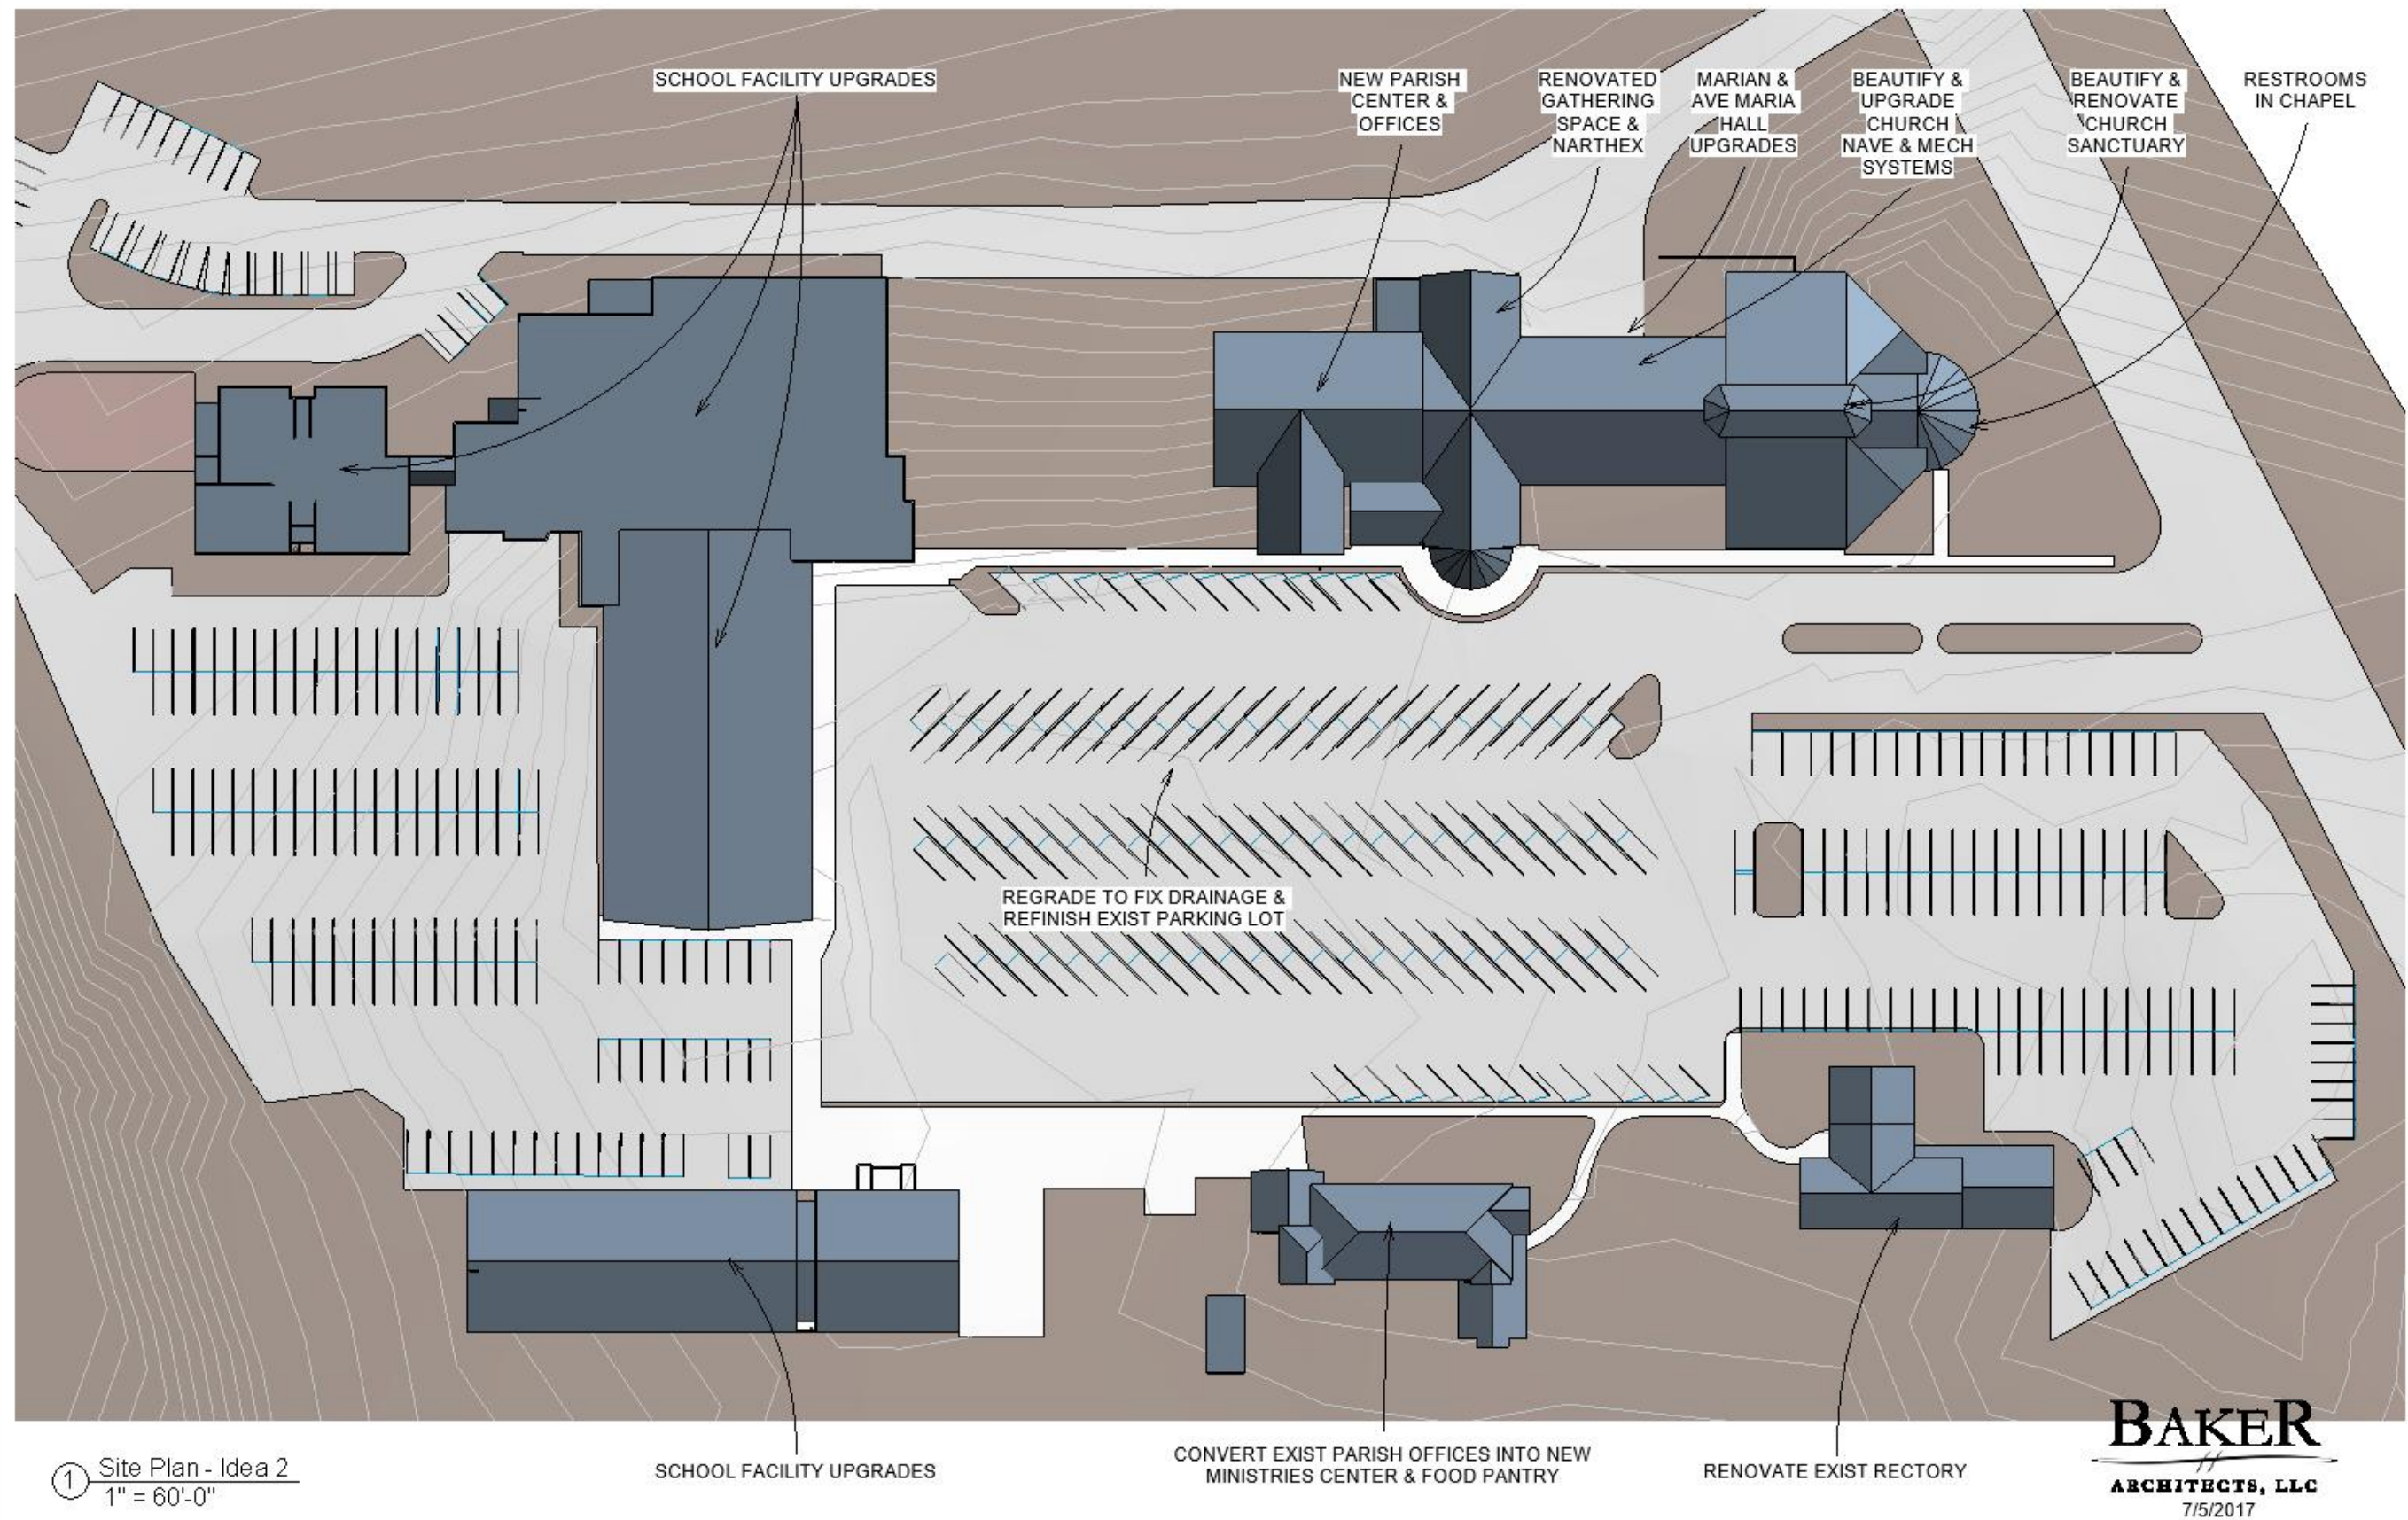 SCHOOL FACILITY UPGRADES
NEW PARISH
CENTER &
OFFICES
RENOVATED
GATHERING
SPACE &
NARTHEX
MARIAN &
AVE MARIA
HALL
UPGRADES
BEAUTIFY &
UPGRADE
CHURCH
NAVE & MECH
SYSTEMS
BEAUTIFY &
RENOVATE
CHURCH
SANCTUARY
RESTROOMS
IN CHAPEL
REGRADE TO FIX DRAINAGE &
REFINISH EXIST PARKING LOT
1
Site Plan - Idea 2
1" = 60'-0"
SCHOOL FACILITY UPGRADES
CONVERT EXIST PARISH OFFICES INTO NEW
MINISTRIES CENTER & FOOD PANTRY
RENOVATE EXIST RECTORY
BAKER
ARCHITECTS, LLC
7/5/2017